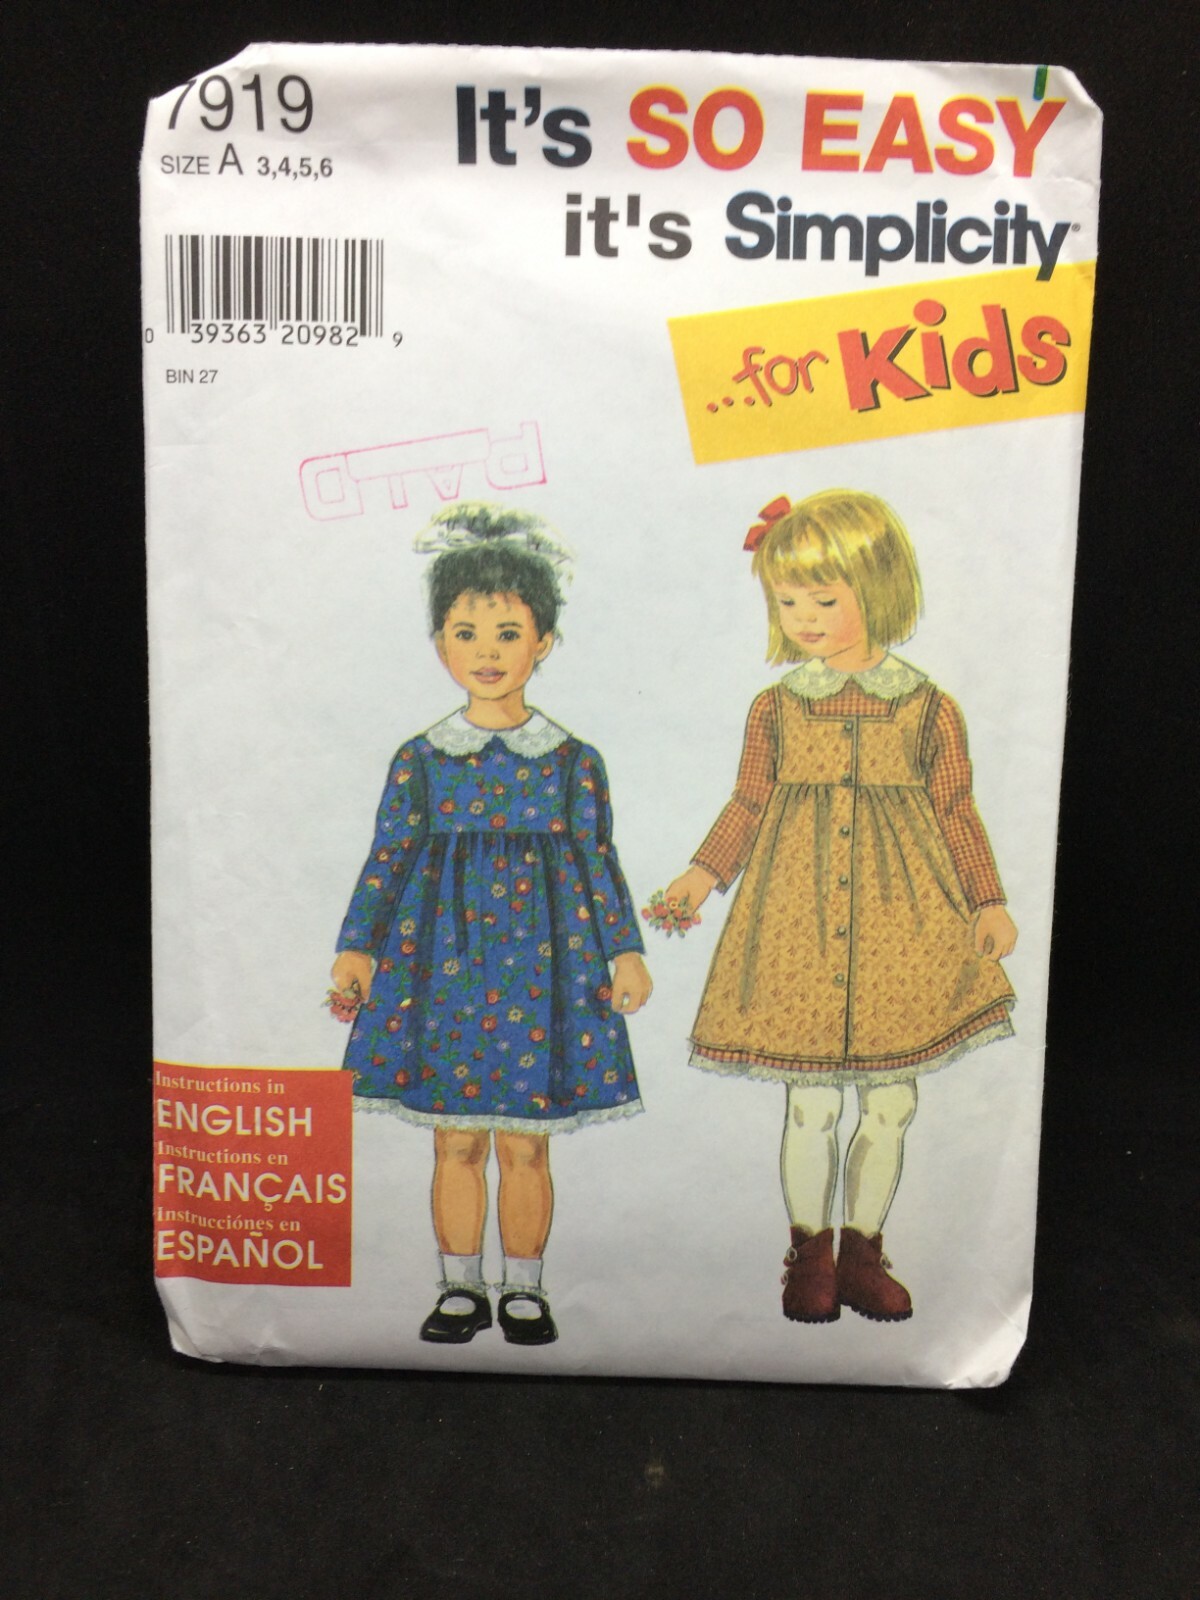 7919
SIZE A 3,4,5,6
It's SO EASY
it's Simplicity®
...for Kids
0 39363 20982 9
BIN 27
PAID
Instructions in
ENGLISH
Instructions en
FRANÇAIS
Instrucciónes en
ESPAÑOL